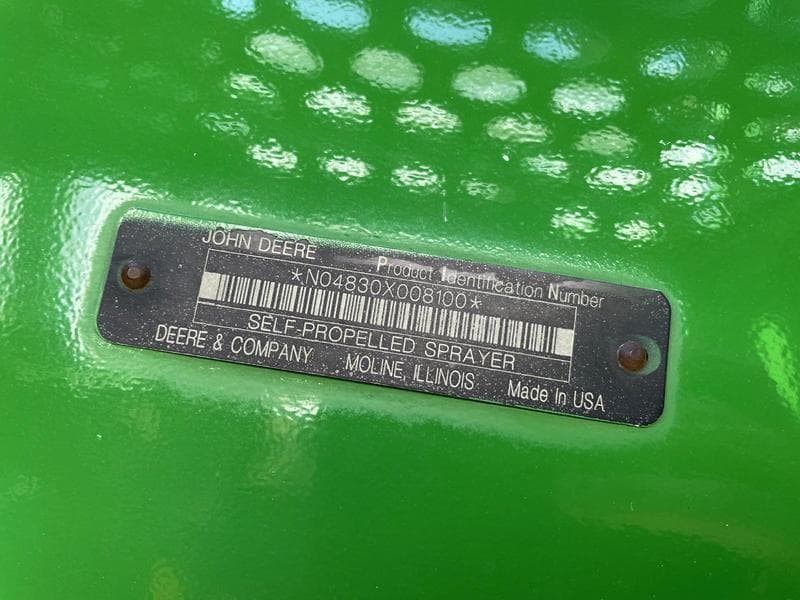 JOHN DEERE Product Identification Number
*N04830X008100*
SELF-PROPELLED SPRAYER
DEERE & COMPANY MOLINE, ILLINOIS Made in USA